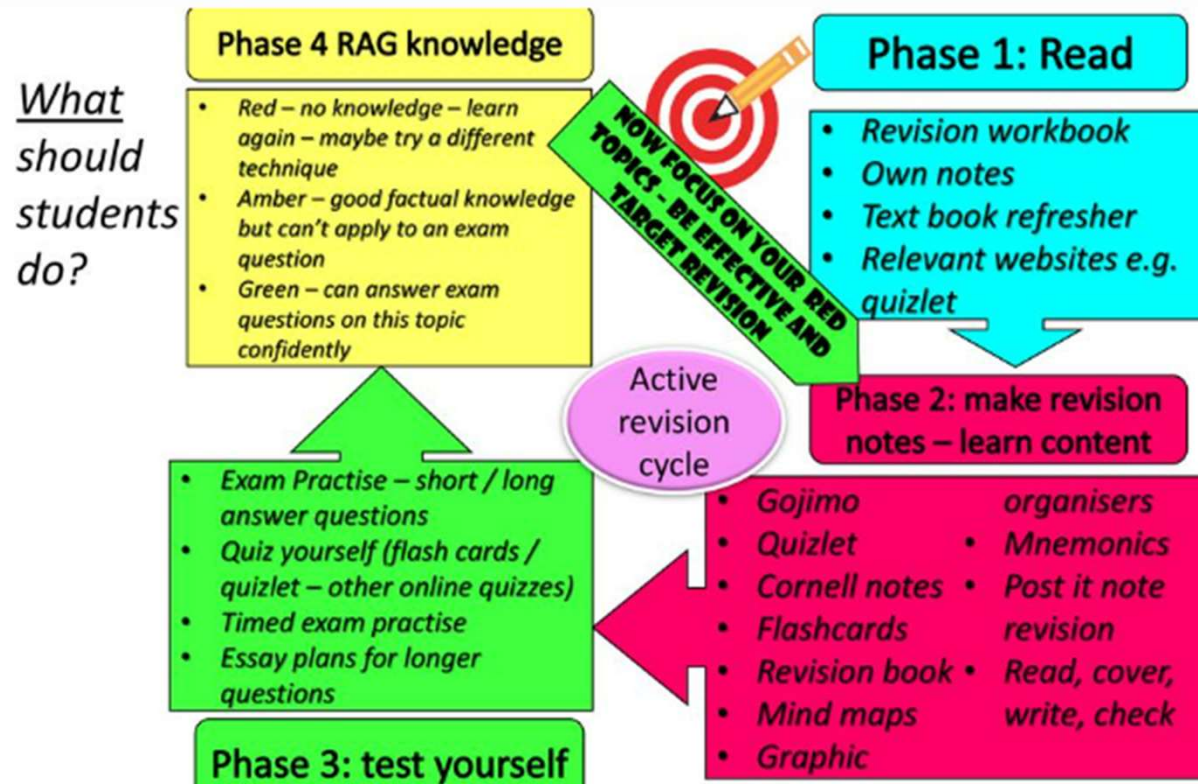 What
should
students
do?
Phase 4 RAG knowledge
• Red – no knowledge – learn
again – maybe try a different
technique
• Amber – good factual knowledge
but can't apply to an exam
question
• Green – can answer exam
questions on this topic
confidently
NOW FOCUS ON YOUR RED
TOPICS - BE EFFECTIVE AND
TARGET REVISION
Phase 1: Read
• Revision workbook
• Own notes
• Text book refresher
• Relevant websites e.g.
quizlet
Active
revision
cycle
Phase 2: make revision
notes – learn content
• Gojimo
• Quizlet
• Cornell notes
• Flashcards
• Revision book
• Mind maps
• Graphic
organisers
• Mnemonics
• Post it note
revision
• Read, cover,
write, check
• Exam Practise – short / long
answer questions
• Quiz yourself (flash cards /
quizlet – other online quizzes)
• Timed exam practise
• Essay plans for longer
questions
Phase 3: test yourself